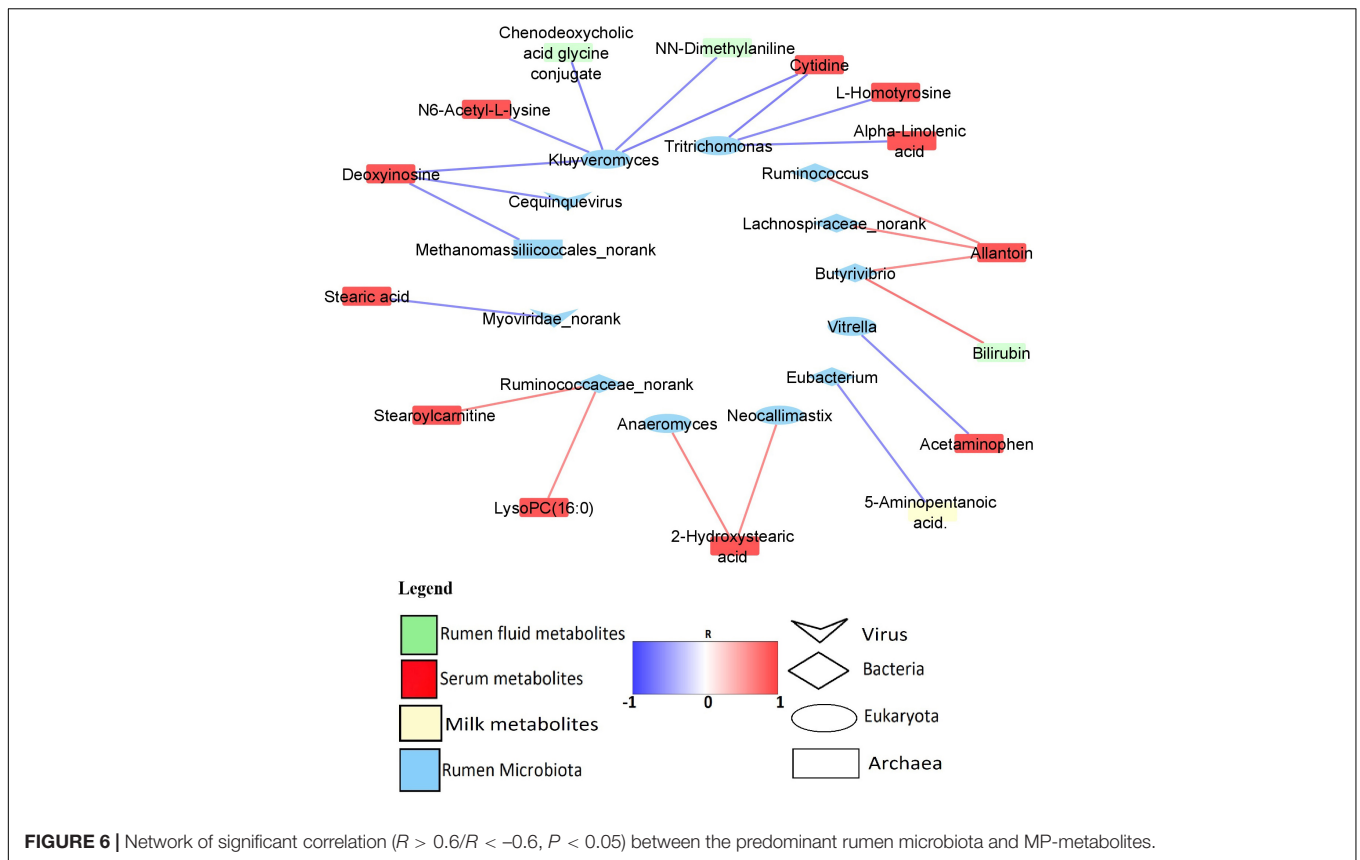 Chenodeoxycholic
acid glycine
conjugate
NN-Dimethylaniline
Cytidine
L-Homotyrosine
N6-Acetyl-L-lysine
Alpha-Linolenic
acid
Tritrichomonas
Kluyveromyces
Deoxyinosine
Ruminococcus
Cequinquevirus
Lachnospiraceae_norank
Methanomassiliicoccales_norank
Allantoin
Butyrivibrio
Stearic acid
Myoviridae_norank
Vitrella
Bilirubin
Eubacterium
Ruminococcaceae_norank
Stearoylcarnitine
Anaeromyces
Neocallimastix
Acetaminophen
LysoPC(16:0)
5-Aminopentanoic
acid.
2-Hydroxystearic
acid
Legend
Rumen fluid metabolites
Serum metabolites
Milk metabolites
Rumen Microbiota
R
-1 0 1
Virus
Bacteria
Eukaryota
Archaea
FIGURE 6 | Network of significant correlation (R > 0.6/R < –0.6, P < 0.05) between the predominant rumen microbiota and MP-metabolites.